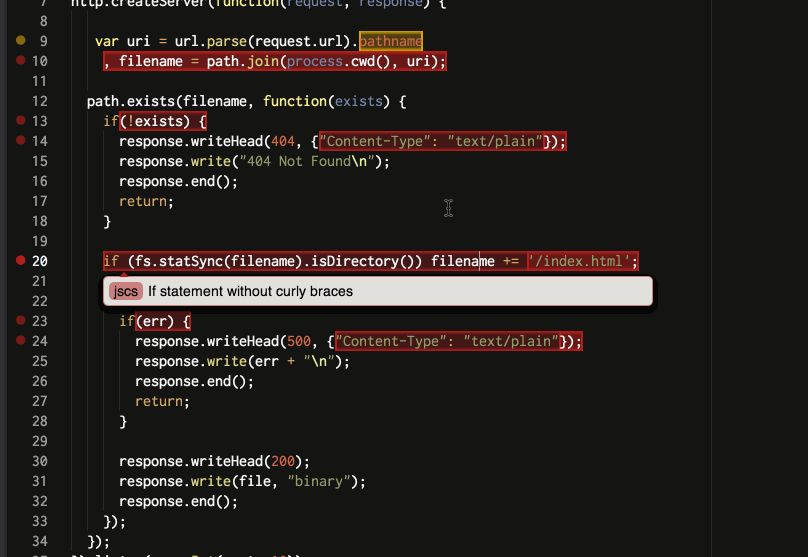 7 http.createServer(function(request, response) {
8
9 var uri = url.parse(request.url).pathname
10 , filename = path.join(process.cwd(), uri);
11
12 path.exists(filename, function(exists) {
13 if(!exists) {
14 response.writeHead(404, {"Content-Type": "text/plain"});
15 response.write("404 Not Found\n");
16 response.end();
17 return;
18 }
19
20 if (fs.statSync(filename).isDirectory()) filename += '/index.html';
21
jscs If statement without curly braces
22
23 if(err) {
24 response.writeHead(500, {"Content-Type": "text/plain"});
25 response.write(err + "\n");
26 response.end();
27 return;
28 }
29
30 response.writeHead(200);
31 response.write(file, "binary");
32 response.end();
33 });
34 });